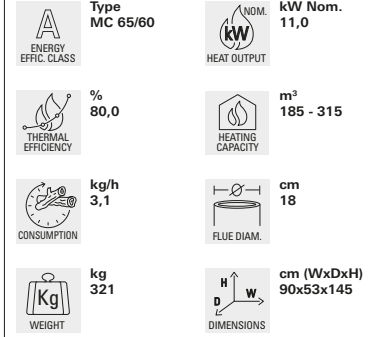 A
ENERGY
EFFIC. CLASS
Type
MC 65/60
NOM.
kW
HEAT OUTPUT
kW Nom.
11,0
THERMAL
EFFICIENCY
%
80,0
HEATING
CAPACITY
m³
185 - 315
CONSUMPTION
kg/h
3,1
Ø
FLUE DIAM.
cm
18
Kg
WEIGHT
kg
321
H
W
D
DIMENSIONS
cm (WxDxH)
90x53x145